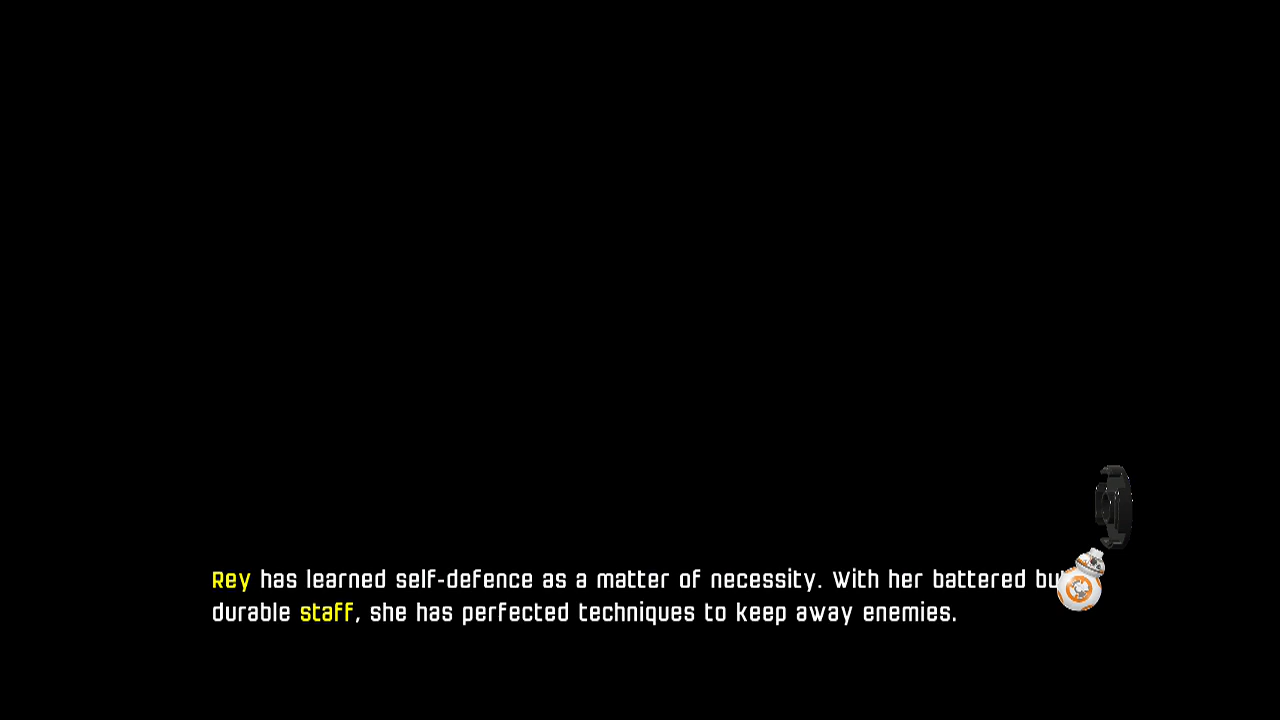 Rey has learned self-defence as a matter of necessity. With her battered but
durable staff, she has perfected techniques to keep away enemies.